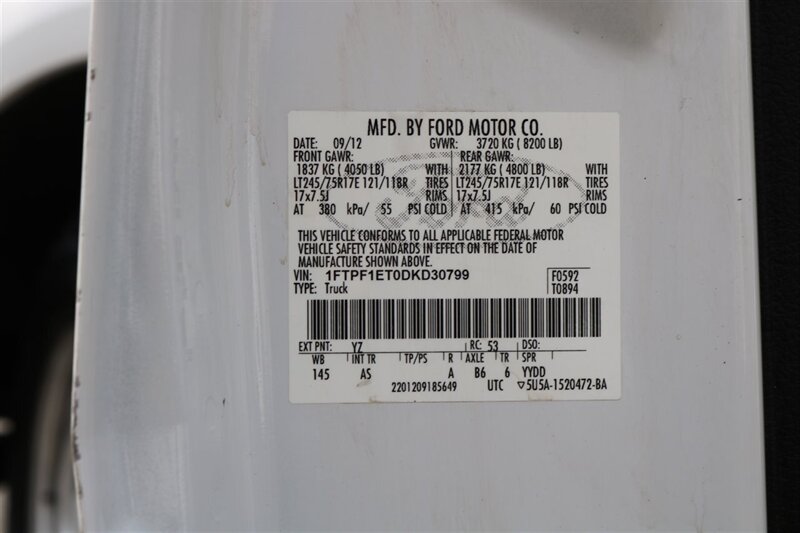 MFD. BY FORD MOTOR CO.
DATE: 09/12 GVWR: 3720 KG ( 8200 LB)
FRONT GAWR: REAR GAWR:
1837 KG ( 4050 LB) WITH 2177 KG ( 4800 LB) WITH
LT245/75R17E 121/118R TIRES LT245/75R17E 121/118R TIRES
17x7.5J RIMS 17x7.5J RIMS
AT 380 kPa/ 55 PSI COLD AT 415 kPa/ 60 PSI COLD
THIS VEHICLE CONFORMS TO ALL APPLICABLE FEDERAL MOTOR
VEHICLE SAFETY STANDARDS IN EFFECT ON THE DATE OF
MANUFACTURE SHOWN ABOVE.
VIN: 1FTPF1ET0DKD30799 F0592
TYPE: Truck T0894
EXT PNT: YZ RC: 53 DSO:
WB INT TR TP/PS R AXLE TR SPR
145 AS A B6 6 YYDD
2201209185649 UTC ▽5U5A-1520472-BA